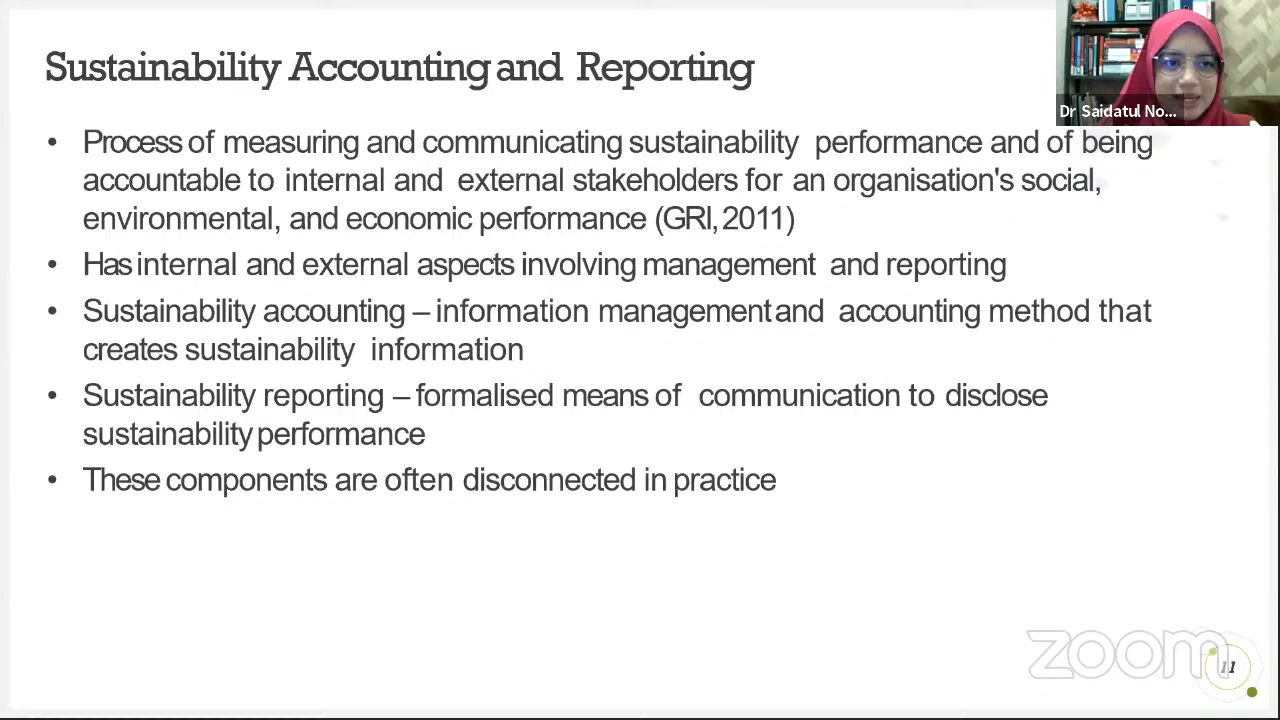 Sustainability Accounting and Reporting
Dr Saidatul No...
• Process of measuring and communicating sustainability performance and of being
accountable to internal and external stakeholders for an organisation's social,
environmental, and economic performance (GRI, 2011)
• Has internal and external aspects involving management and reporting
• Sustainability accounting – information management and accounting method that
creates sustainability information
• Sustainability reporting – formalised means of communication to disclose
sustainability performance
• These components are often disconnected in practice
zoom
11